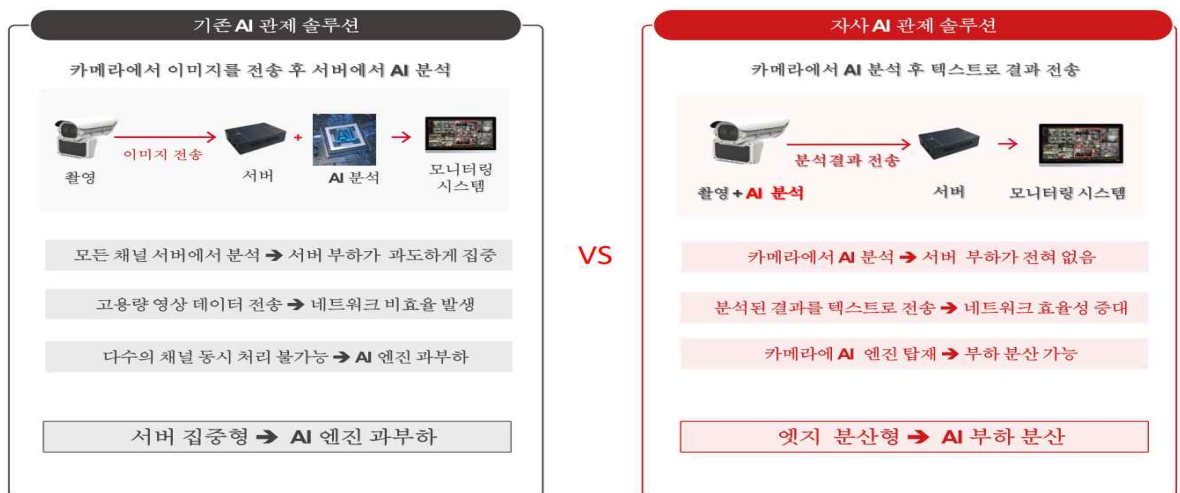 기존 AI 관제 솔루션
카메라에서 이미지를 전송 후 서버에서 AI 분석
이미지 전송
+
AI
촬영
서버
AI 분석
모니터링
시스템
모든 채널 서버에서 분석 ➔ 서버 부하가 과도하게 집중
고용량 영상 데이터 전송 ➔ 네트워크 비효율 발생
다수의 채널 동시 처리 불가능 ➔ AI 엔진 과부하
서버 집중형 ➔ AI 엔진 과부하
VS
자사 AI 관제 솔루션
카메라에서 AI 분석 후 텍스트로 결과 전송
분석결과 전송
촬영 + AI 분석
서버
모니터링 시스템
카메라에서 AI 분석 ➔ 서버 부하가 전혀 없음
분석된 결과를 텍스트로 전송 ➔ 네트워크 효율성 증대
카메라에 AI 엔진 탑재 ➔ 부하 분산 가능
엣지 분산형 ➔ AI 부하 분산